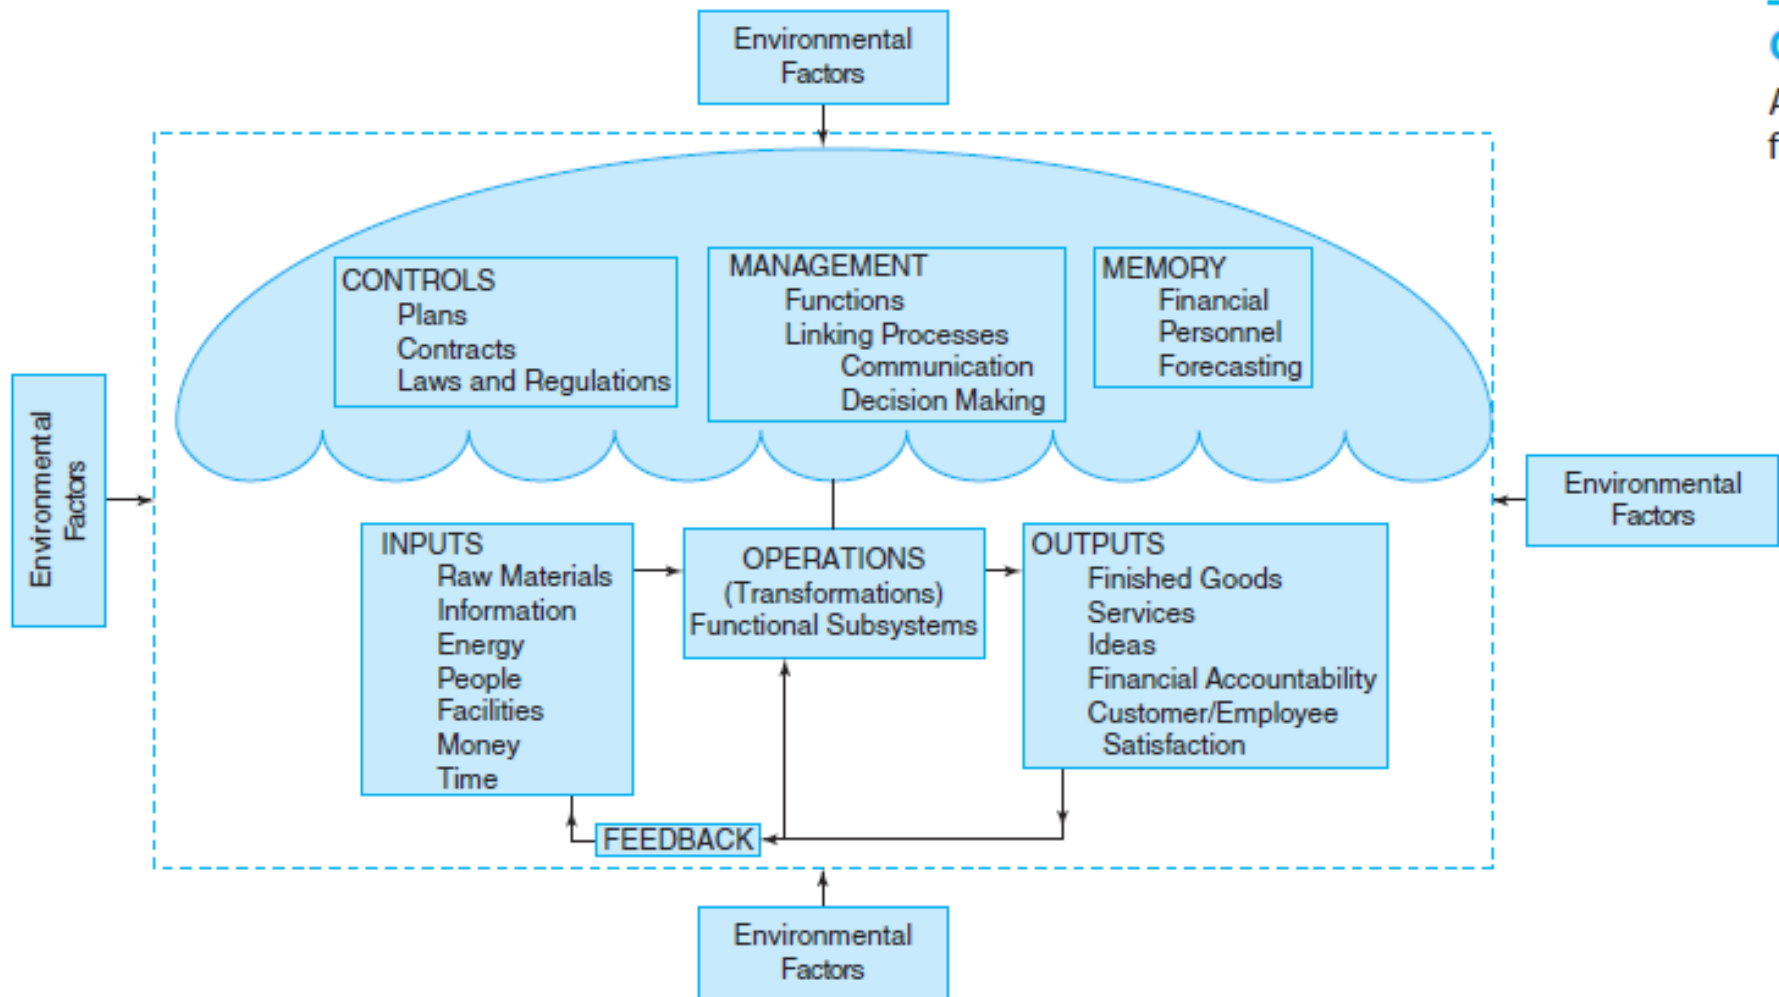 Environmental
Factors
CONTROLS
Plans
Contracts
Laws and Regulations
MANAGEMENT
Functions
Linking Processes
Communication
Decision Making
MEMORY
Financial
Personnel
Forecasting
Environmental
Factors
Environmental
Factors
INPUTS
Raw Materials
Information
Energy
People
Facilities
Money
Time
OPERATIONS
(Transformations)
Functional Subsystems
OUTPUTS
Finished Goods
Services
Ideas
Financial Accountability
Customer/Employee
Satisfaction
FEEDBACK
Environmental
Factors